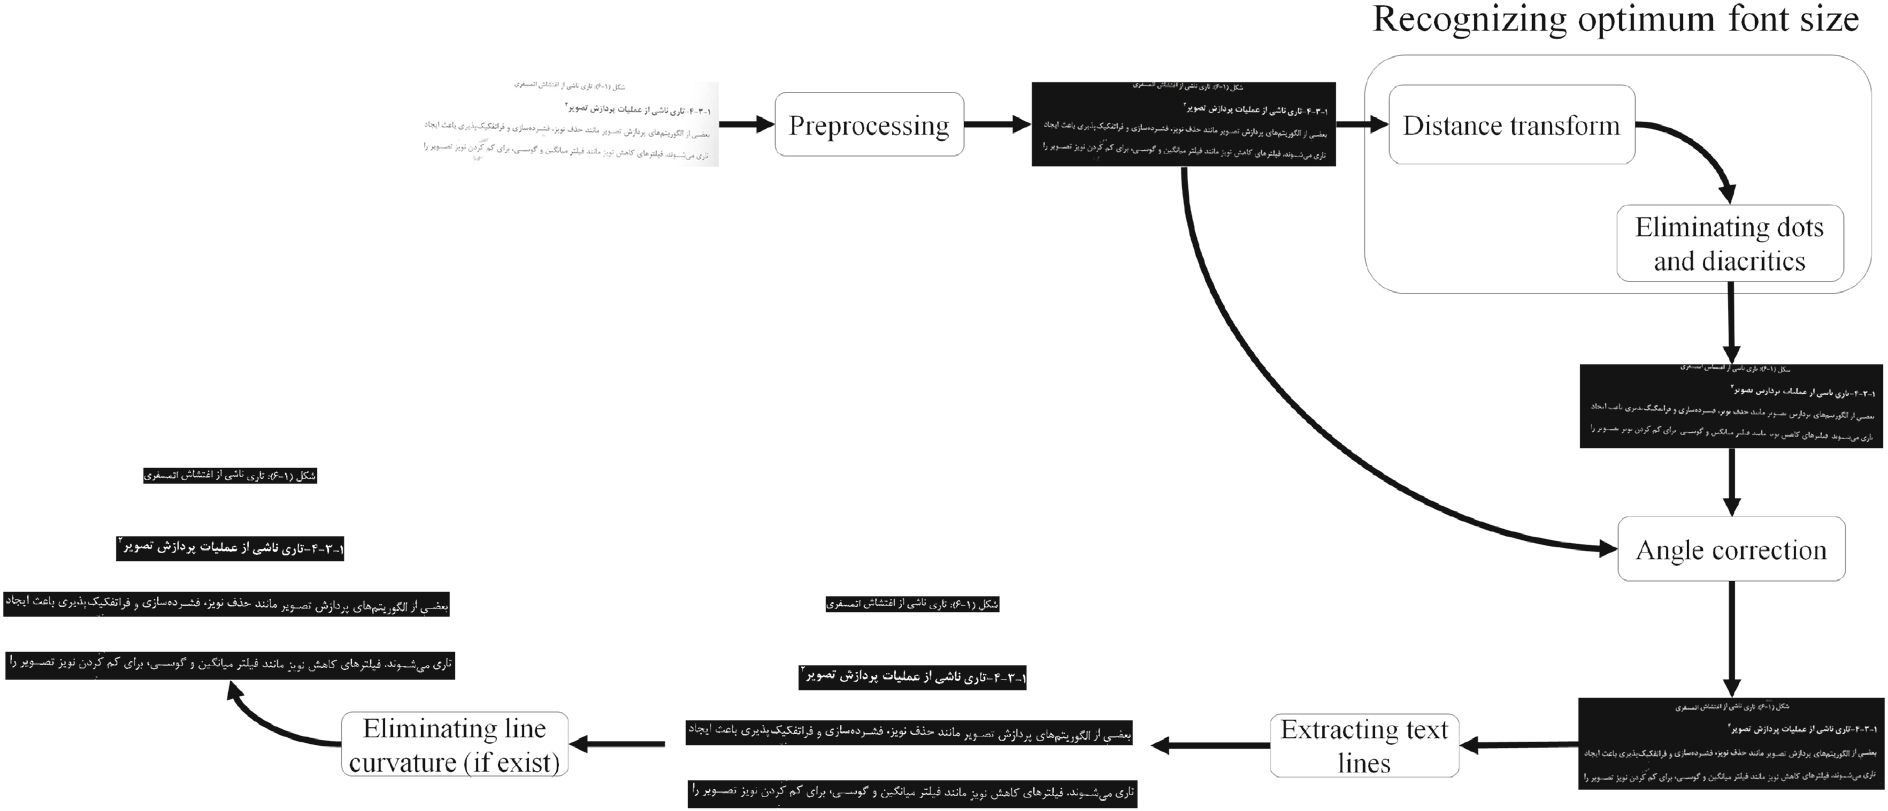 Recognizing optimum font size
شکل (۱-۶): تاری ناشی از اغتشاش اتمسفری
۱-۳-۴-تاری ناشی از عملیات پردازش تصویر۲
بعضی از الگوریتم‌های پردازش تصویر مانند حذف نویز، فشرده‌سازی و فراتفکیک‌پذیری باعث ایجاد
تاری می‌شوند. فیلترهای کاهش نویز مانند فیلتر میانگین و گوسی، برای کم کردن نویز تصویر را
Preprocessing
شکل (۱-۶): تاری ناشی از اغتشاش اتمسفری
۱-۳-۴-تاری ناشی از عملیات پردازش تصویر۲
بعضی از الگوریتم‌های پردازش تصویر مانند حذف نویز، فشرده‌سازی و فراتفکیک‌پذیری باعث ایجاد
تاری می‌شوند. فیلترهای کاهش نویز مانند فیلتر میانگین و گوسی، برای کم کردن نویز تصویر را
Distance transform
Eliminating dots
and diacritics
Angle correction
شکل (۱-۶): تاری ناشی از اغتشاش اتمسفری
۱-۳-۴-تاری ناشی از عملیات پردازش تصویر۲
بعضی از الگوریتم‌های پردازش تصویر مانند حذف نویز، فشرده‌سازی و فراتفکیک‌پذیری باعث ایجاد
تاری می‌شوند. فیلترهای کاهش نویز مانند فیلتر میانگین و گوسی، برای کم کردن نویز تصویر را
Extracting text
lines
شکل (۱-۶): تاری ناشی از اغتشاش اتمسفری
۱-۳-۴-تاری ناشی از عملیات پردازش تصویر۲
بعضی از الگوریتم‌های پردازش تصویر مانند حذف نویز، فشرده‌سازی و فراتفکیک‌پذیری باعث ایجاد
تاری می‌شوند. فیلترهای کاهش نویز مانند فیلتر میانگین و گوسی، برای کم کردن نویز تصویر را
Eliminating line
curvature (if exist)
شکل (۱-۶): تاری ناشی از اغتشاش اتمسفری
۱-۳-۴-تاری ناشی از عملیات پردازش تصویر۲
بعضی از الگوریتم‌های پردازش تصویر مانند حذف نویز، فشرده‌سازی و فراتفکیک‌پذیری باعث ایجاد
تاری می‌شوند. فیلترهای کاهش نویز مانند فیلتر میانگین و گوسی، برای کم کردن نویز تصویر را